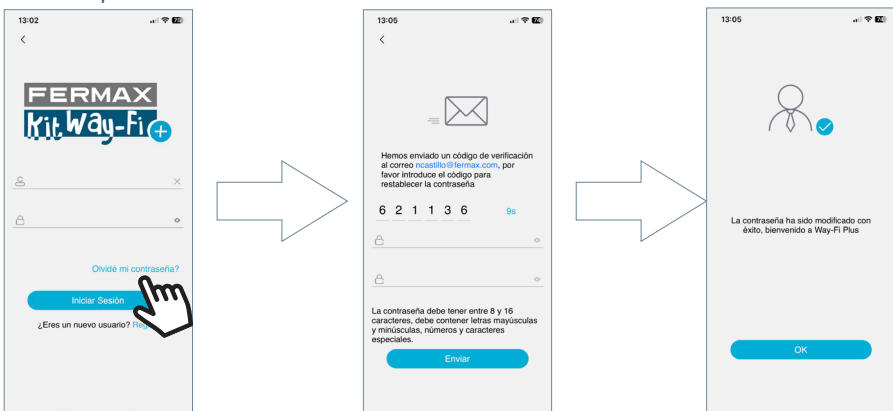 13:02
74
FERMAX
Kit Way-Fi+
Olvidé mi contraseña?
Iniciar Sesión
¿Eres un nuevo usuario?
13:05
74
Hemos enviado un código de verificación
al correo ncastillo@fermax.com, por
favor introduce el código para
restablecer la contraseña
6 2 1 1 3 6 9s
La contraseña debe tener entre 8 y 16
caracteres, debe contener letras mayúsculas
y minúsculas, números y caracteres
especiales.
Enviar
13:05
74
La contraseña ha sido modificado con
éxito, bienvenido a Way-Fi Plus
OK